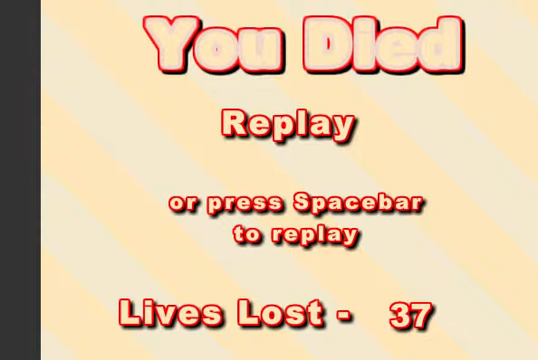 You Died
Replay
or press Spacebar
to replay
Lives Lost - 37